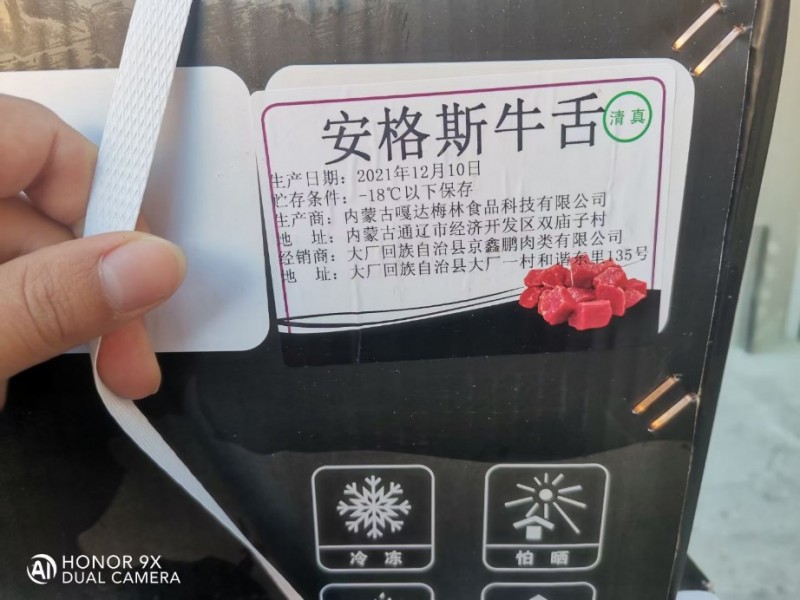 安格斯牛舌
清真
生产日期：2021年12月10日
贮存条件：-18℃以下保存
生产商：内蒙古嘎达梅林食品科技有限公司
地 址：内蒙古通辽市经济开发区双庙子村
经销商：大厂回族自治县京鑫鹏肉类有限公司
地 址：大厂回族自治县大厂一村和谐东里135号
冷冻
怕晒
AI HONOR 9X
DUAL CAMERA